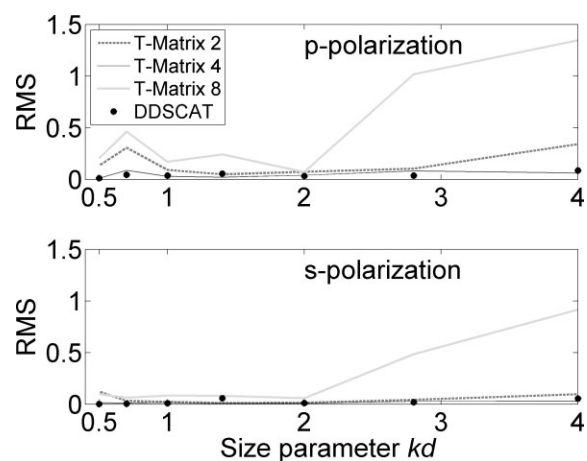 1.5
p-polarization
T-Matrix 2
T-Matrix 4
T-Matrix 8
DDSCAT
1
RMS
0.5
0
0.5 1 2 3 4
1.5
s-polarization
1
RMS
0.5
0
0.5 1 2 3 4
Size parameter kd